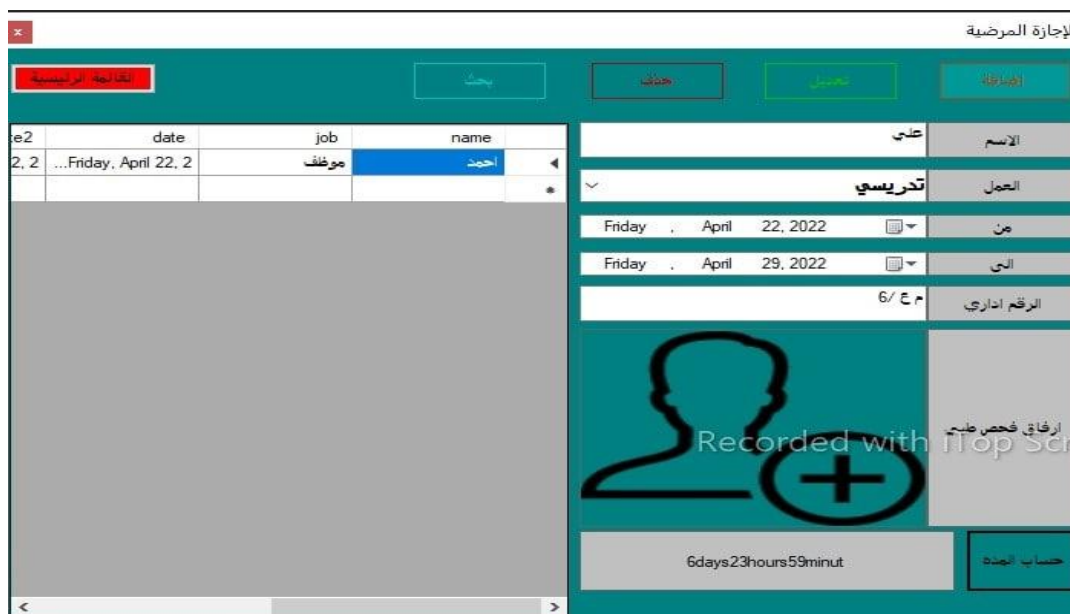 لإجازة المرضية
إضافة تعديل حذف بحث القائمة الرئيسية
الاسم علي
العمل تدريسي
من Friday , April 22, 2022
الى Friday , April 29, 2022
الرقم اداري م ع /6
ارفاق فحص طبي
حساب المدة 6days23hours59minut
name job date te2
احمد موظف Friday, April 22, 2... 2, 2
Recorded with iTop Scr